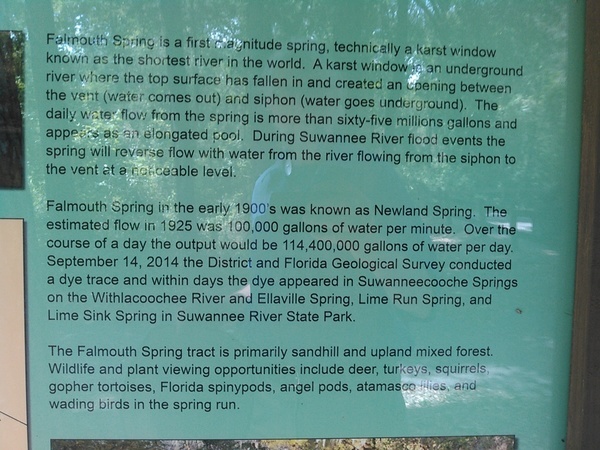 Falmouth Spring is a first magnitude spring, technically a karst window
known as the shortest river in the world. A karst window is an underground
river where the top surface has fallen in and created an opening between
the vent (water comes out) and siphon (water goes underground). The
daily water flow from the spring is more than sixty-five millions gallons and
appears as an elongated pool. During Suwannee River flood events the
spring will reverse flow with water from the river flowing from the siphon to
the vent at a noticeable level.

Falmouth Spring in the early 1900's was known as Newland Spring. The
estimated flow in 1925 was 100,000 gallons of water per minute. Over the
course of a day the output would be 114,400,000 gallons of water per day.
September 14, 2014 the District and Florida Geological Survey conducted
a dye trace and within days the dye appeared in Suwanneecooche Springs
on the Withlacoochee River and Ellaville Spring, Lime Run Spring, and
Lime Sink Spring in Suwannee River State Park.

The Falmouth Spring tract is primarily sandhill and upland mixed forest.
Wildlife and plant viewing opportunities include deer, turkeys, squirrels,
gopher tortoises, Florida spinypods, angel pods, atamasco lilies, and
wading birds in the spring run.